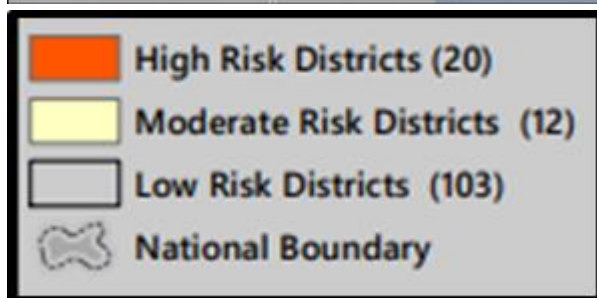 High Risk Districts (20)
Moderate Risk Districts (12)
Low Risk Districts (103)
National Boundary